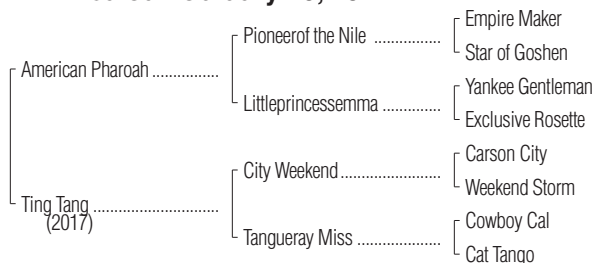 Empire Maker
Pioneerof the Nile ................
Star of Goshen
American Pharoah ................
Yankee Gentleman
Littleprincessemma ..............
Exclusive Rosette
Carson City
City Weekend ........................
Weekend Storm
Ting Tang ..............................
(2017)
Cowboy Cal
Tangueray Miss ....................
Cat Tango